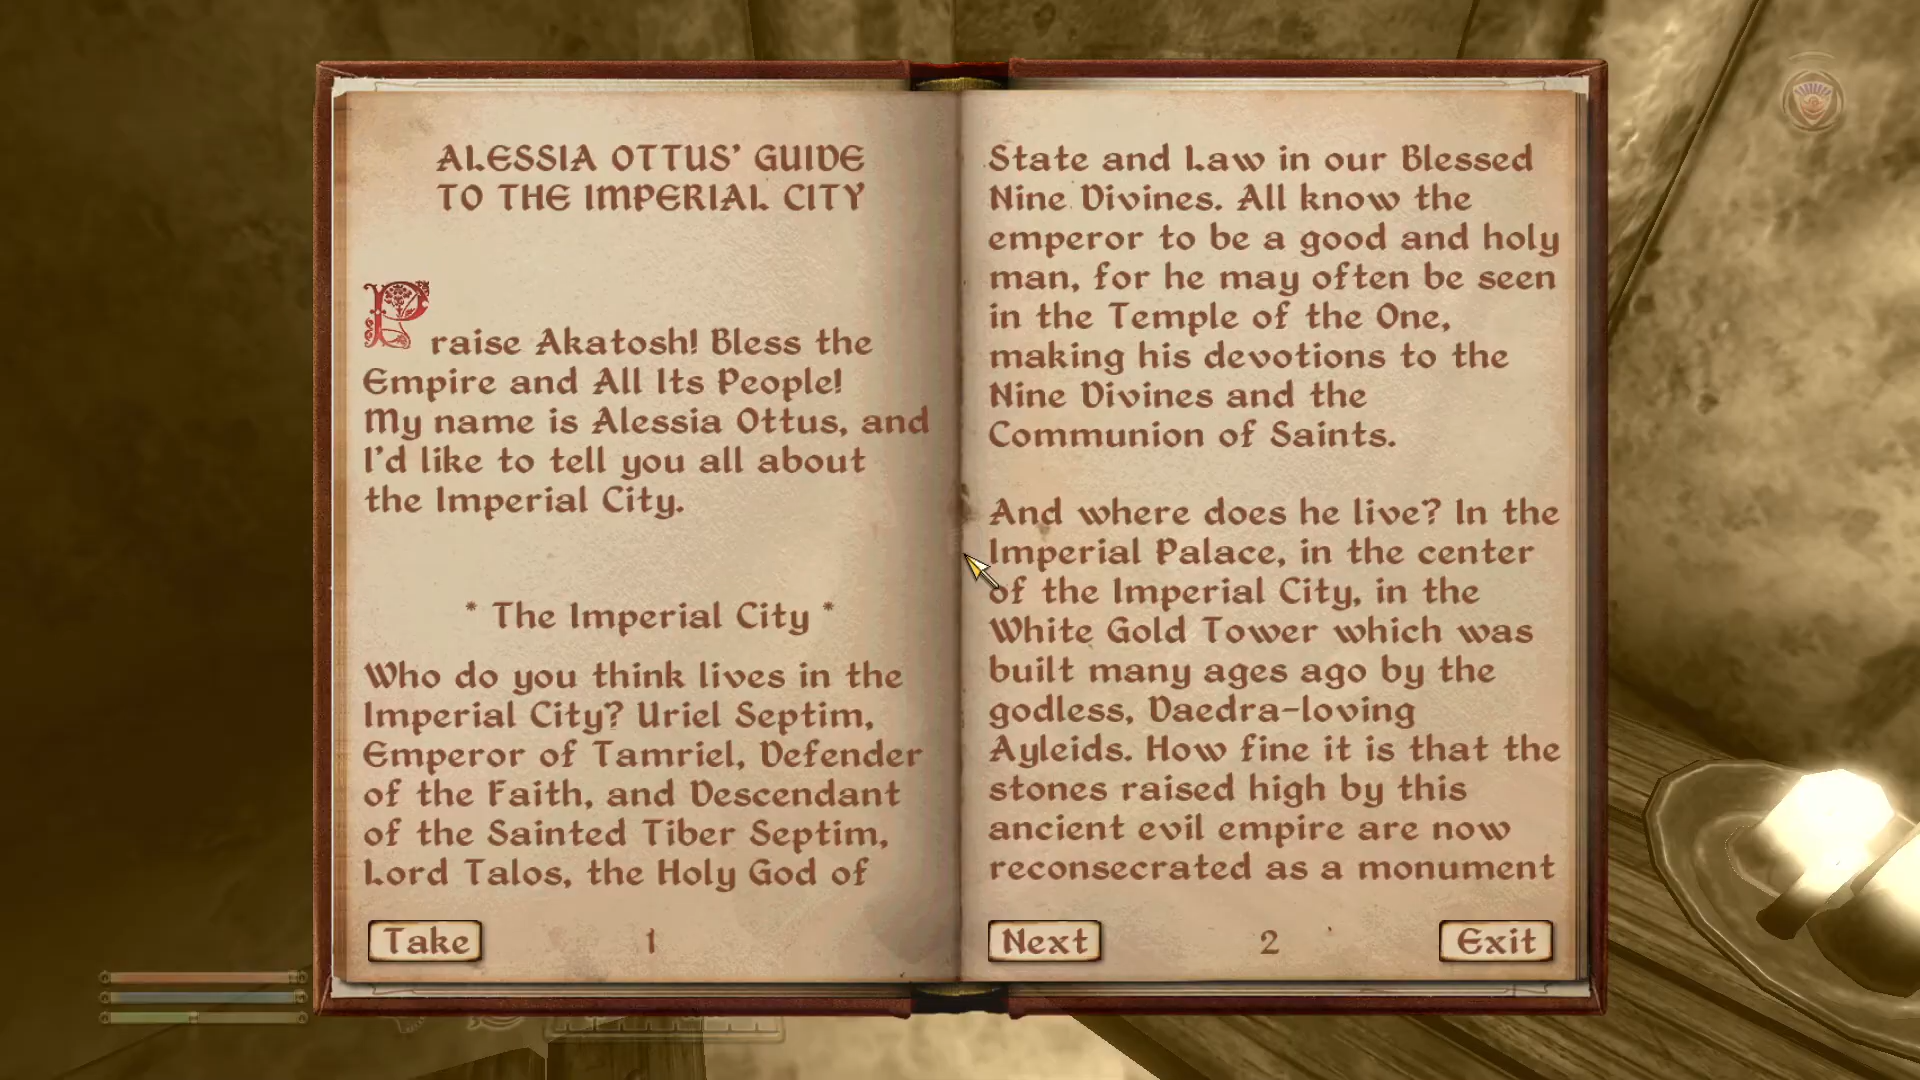 ALESSIA OTTUS' GUIDE
TO THE IMPERIAL CITY
Praise Akatosh! Bless the
Empire and All Its People!
My name is Alessia Ottus, and
I'd like to tell you all about
the Imperial City.
* The Imperial City *
Who do you think lives in the
Imperial City? Uriel Septim,
Emperor of Tamriel, Defender
of the Faith, and Descendant
of the Sainted Tiber Septim,
Lord Talos, the Holy God of
Take
1
State and Law in our Blessed
Nine Divines. All know the
emperor to be a good and holy
man, for he may often be seen
in the Temple of the One,
making his devotions to the
Nine Divines and the
Communion of Saints.
And where does he live? In the
Imperial Palace, in the center
of the Imperial City, in the
White Gold Tower which was
built many ages ago by the
godless, Daedra-loving
Ayleids. How fine it is that the
stones raised high by this
ancient evil empire are now
reconsecrated as a monument
Next
2
Exit